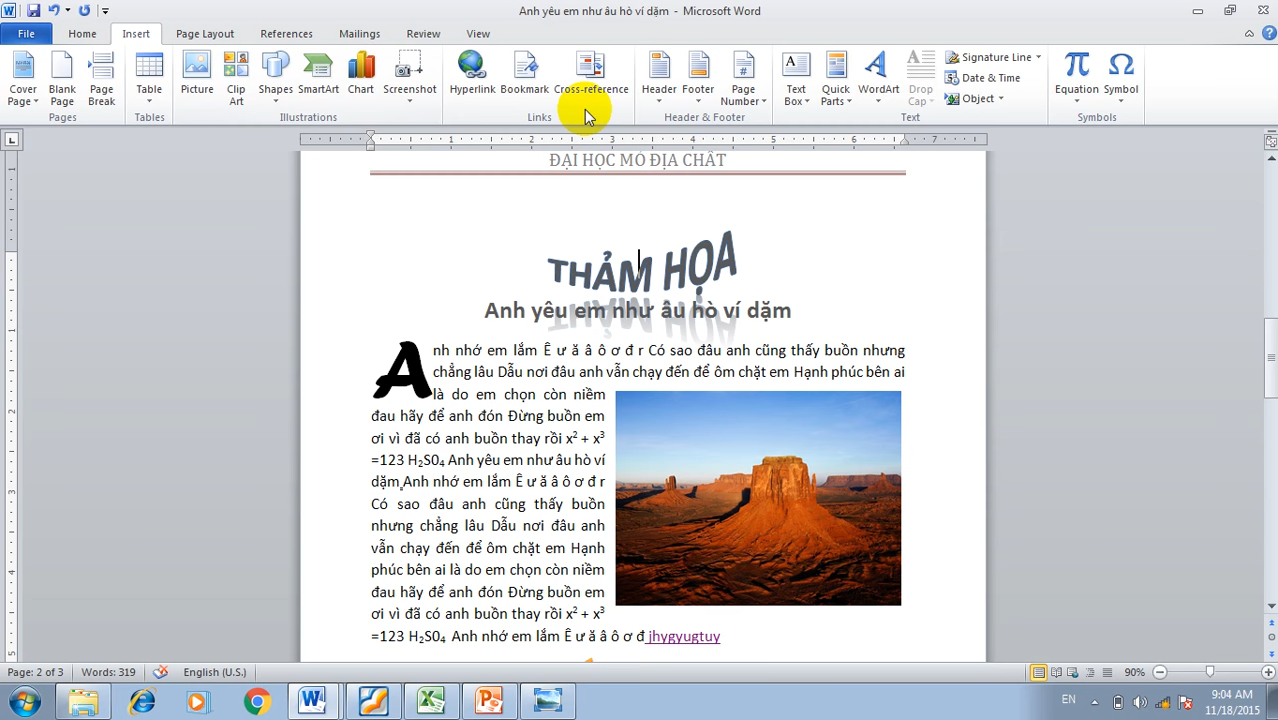 Anh yêu em như âu hò ví dặm - Microsoft Word
File Home Insert Page Layout References Mailings Review View
Cover Page Blank Page Page Break Table Picture Clip Art Shapes SmartArt Chart Screenshot Hyperlink Bookmark Cross-reference Header Footer Page Number Text Box Quick Parts WordArt Drop Cap Signature Line Date & Time Object Equation Symbol
Pages Tables Illustrations Links Header & Footer Text Symbols
1 2 3 4 5 6 7
ĐẠI HỌC MỎ ĐỊA CHẤT
THẢM HỌA
Anh yêu em như âu hò ví dặm
Anh nhớ em lắm Ê ư ă â ô ơ đ r Có sao đâu anh cũng thấy buồn nhưng
chẳng lâu Dẫu nơi đâu anh vẫn chạy đến để ôm chặt em Hạnh phúc bên ai
là do em chọn còn niềm
đau hãy để anh đón Đừng buồn em
ơi vì đã có anh buồn thay rồi x² + x³
=123 H₂S0₄ Anh yêu em như âu hò ví
dặm Anh nhớ em lắm Ê ư ă â ô ơ đ r
Có sao đâu anh cũng thấy buồn
nhưng chẳng lâu Dẫu nơi đâu anh
vẫn chạy đến để ôm chặt em Hạnh
phúc bên ai là do em chọn còn niềm
đau hãy để anh đón Đừng buồn em
ơi vì đã có anh buồn thay rồi x² + x³
=123 H₂S0₄ Anh nhớ em lắm Ê ư ă â ô ơ đ jhygyugtuy
Page: 2 of 3 Words: 319 English (U.S.) 90%
EN 9:04 AM
11/18/2015